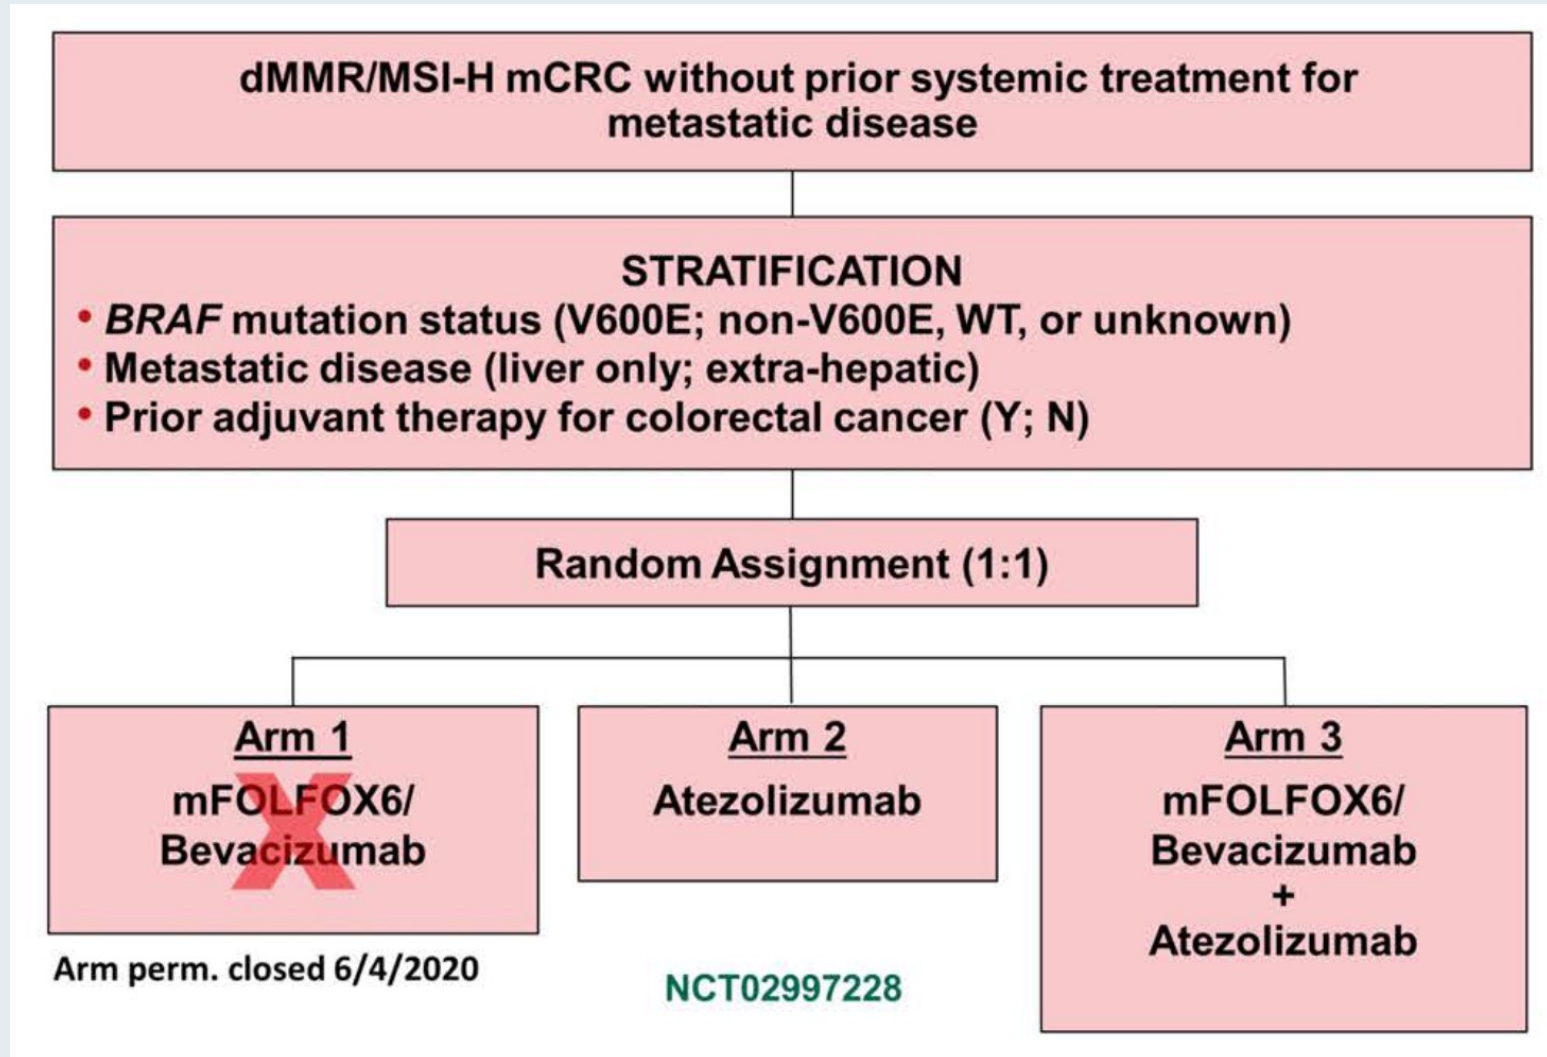 dMMR/MSI-H mCRC without prior systemic treatment for
metastatic disease
STRATIFICATION
• BRAF mutation status (V600E; non-V600E, WT, or unknown)
• Metastatic disease (liver only; extra-hepatic)
• Prior adjuvant therapy for colorectal cancer (Y; N)
Random Assignment (1:1)
Arm 1
mFOLFOX6/
Bevacizumab
X
Arm perm. closed 6/4/2020
Arm 2
Atezolizumab
Arm 3
mFOLFOX6/
Bevacizumab
+
Atezolizumab
NCT02997228